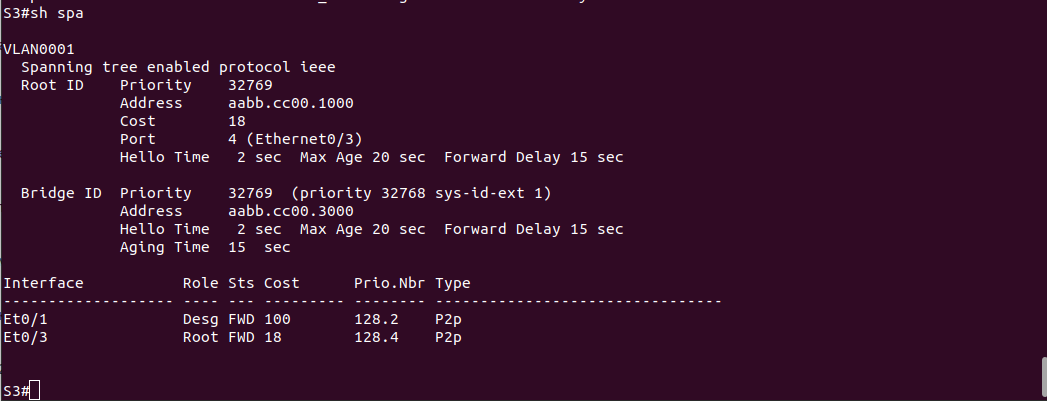 S3#sh spa
VLAN0001
  Spanning tree enabled protocol ieee
  Root ID    Priority    32769
             Address     aabb.cc00.1000
             Cost        18
             Port        4 (Ethernet0/3)
             Hello Time   2 sec  Max Age 20 sec  Forward Delay 15 sec
  Bridge ID  Priority    32769  (priority 32768 sys-id-ext 1)
             Address     aabb.cc00.3000
             Hello Time   2 sec  Max Age 20 sec  Forward Delay 15 sec
             Aging Time  15  sec
Interface           Role Sts Cost      Prio.Nbr Type
------------------- ---- --- --------- -------- --------------------------------
Et0/1               Desg FWD 100       128.2    P2p
Et0/3               Root FWD 18        128.4    P2p
S3#